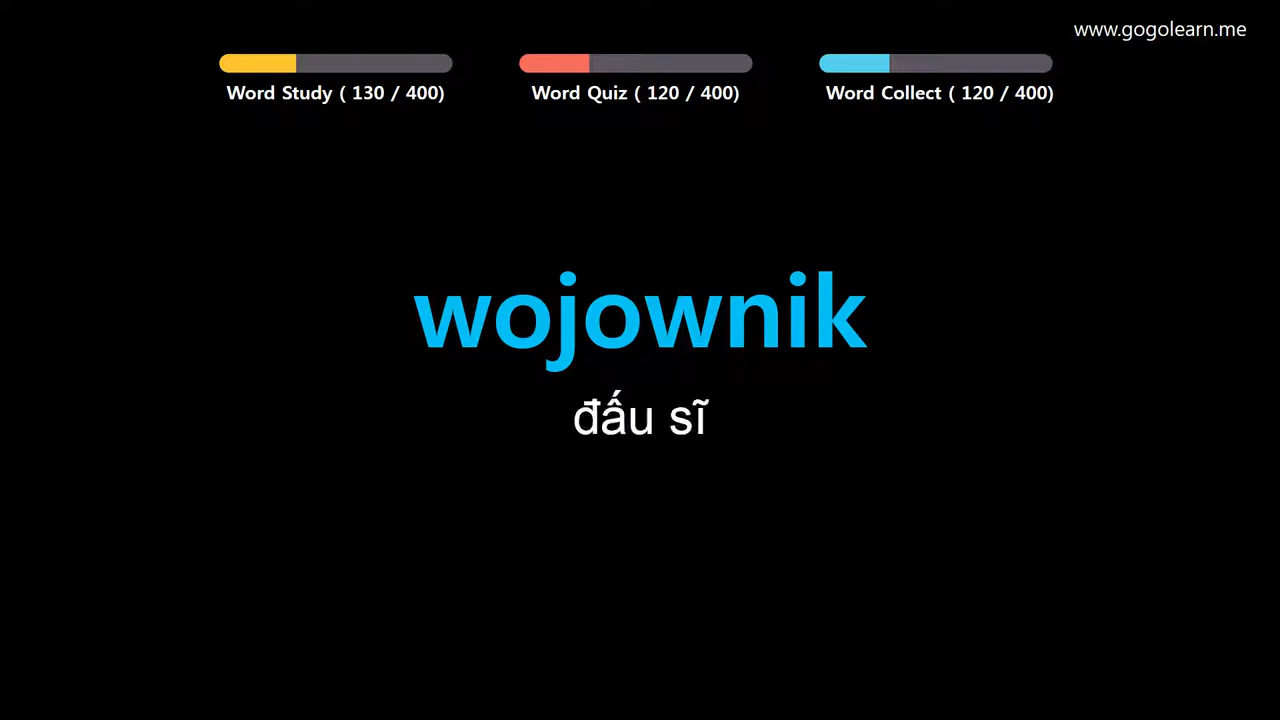 www.gogolearn.me
Word Study ( 130 / 400)
Word Quiz ( 120 / 400)
Word Collect ( 120 / 400)
wojownik
đấu sĩ